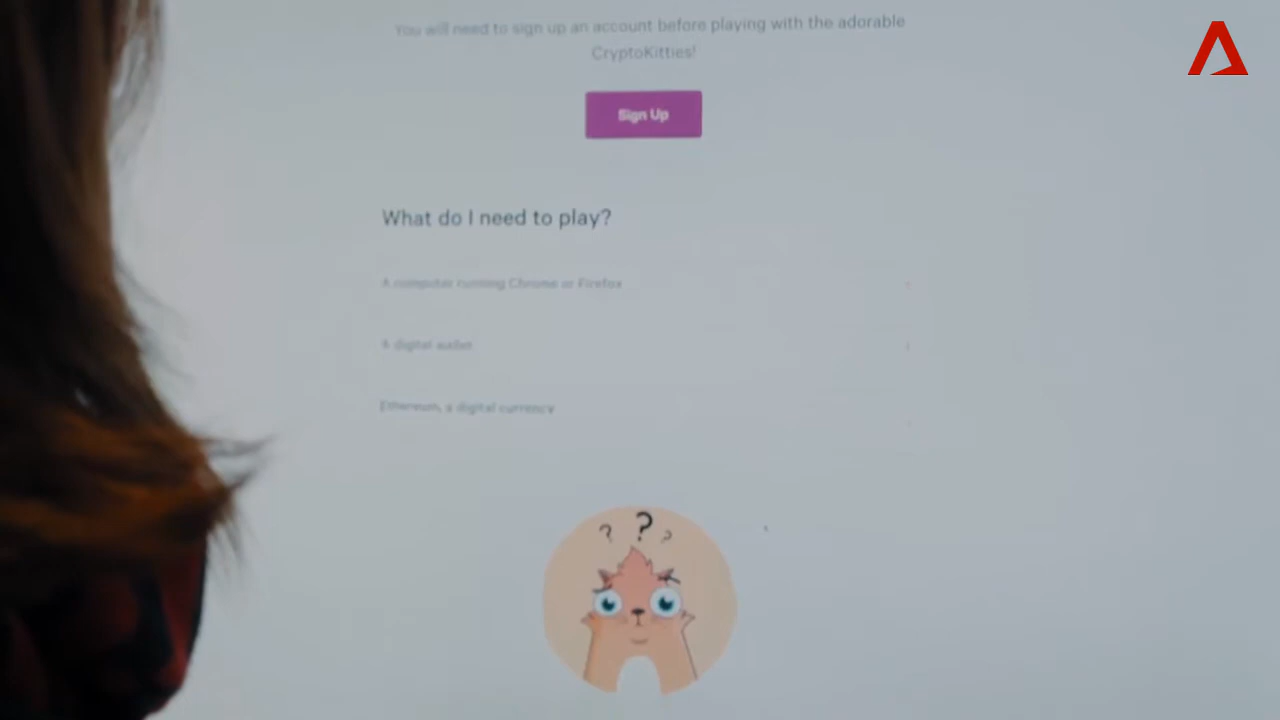 You will need to sign up an account before playing with the adorable
CryptoKitties!
Sign Up
What do I need to play?
A computer running Chrome or Firefox
A digital wallet
Ethereum, a digital currency
? ? ?